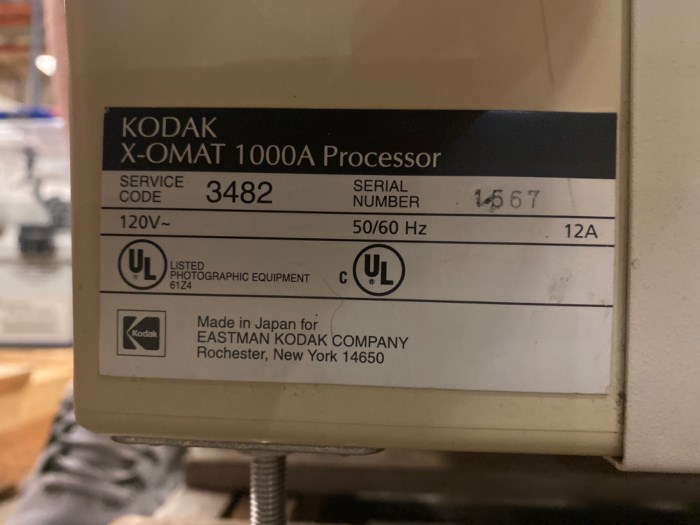 KODAK
X-OMAT 1000A Processor
SERVICE CODE 3482 SERIAL NUMBER 1567
120V~ 50/60 Hz 12A
UL LISTED
PHOTOGRAPHIC EQUIPMENT
61Z4
C UL
Kodak
Made in Japan for
EASTMAN KODAK COMPANY
Rochester, New York 14650